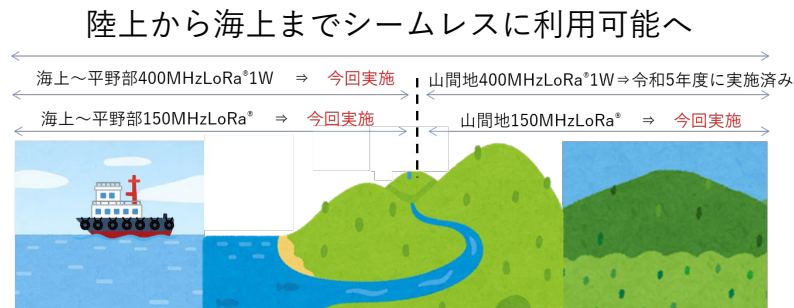 陸上から海上までシームレスに利用可能へ
海上～平野部400MHzLoRa®1W ⇒ 今回実施
山間地400MHzLoRa®1W⇒令和5年度に実施済み
海上～平野部150MHzLoRa® ⇒ 今回実施
山間地150MHzLoRa® ⇒ 今回実施